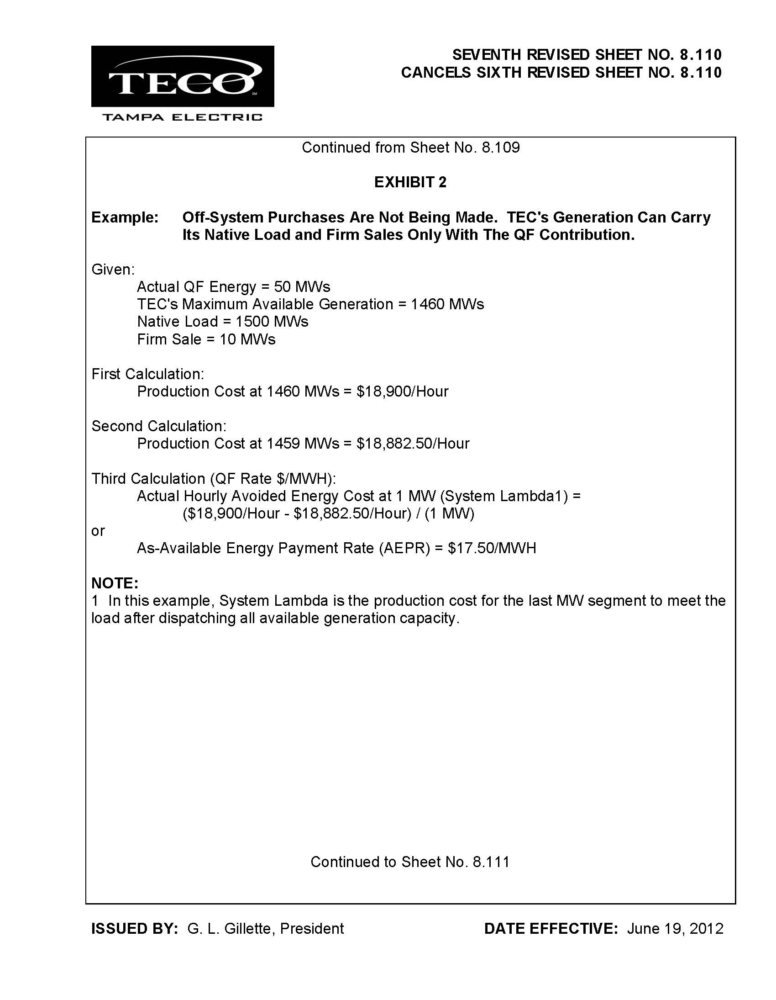 TECO
SM
TAMPA ELECTRIC
SEVENTH REVISED SHEET NO. 8.110
CANCELS SIXTH REVISED SHEET NO. 8.110
Continued from Sheet No. 8.109
EXHIBIT 2
Example: Off-System Purchases Are Not Being Made. TEC's Generation Can Carry
Its Native Load and Firm Sales Only With The QF Contribution.
Given:
Actual QF Energy = 50 MWs
TEC's Maximum Available Generation = 1460 MWs
Native Load = 1500 MWs
Firm Sale = 10 MWs
First Calculation:
Production Cost at 1460 MWs = $18,900/Hour
Second Calculation:
Production Cost at 1459 MWs = $18,882.50/Hour
Third Calculation (QF Rate $/MWH):
Actual Hourly Avoided Energy Cost at 1 MW (System Lambda1) =
($18,900/Hour - $18,882.50/Hour) / (1 MW)
or
As-Available Energy Payment Rate (AEPR) = $17.50/MWH
NOTE:
1 In this example, System Lambda is the production cost for the last MW segment to meet the
load after dispatching all available generation capacity.
Continued to Sheet No. 8.111
ISSUED BY: G. L. Gillette, President
DATE EFFECTIVE: June 19, 2012